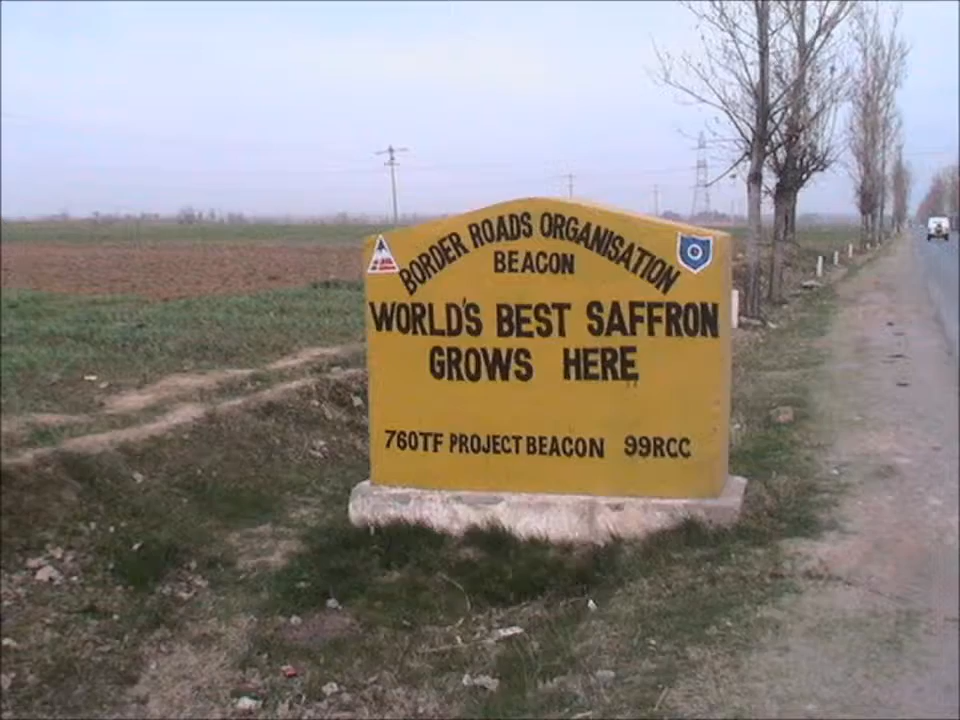 BORDER ROADS ORGANISATION
BEACON
WORLD'S BEST SAFFRON
GROWS HERE
760TF PROJECT BEACON 99RCC